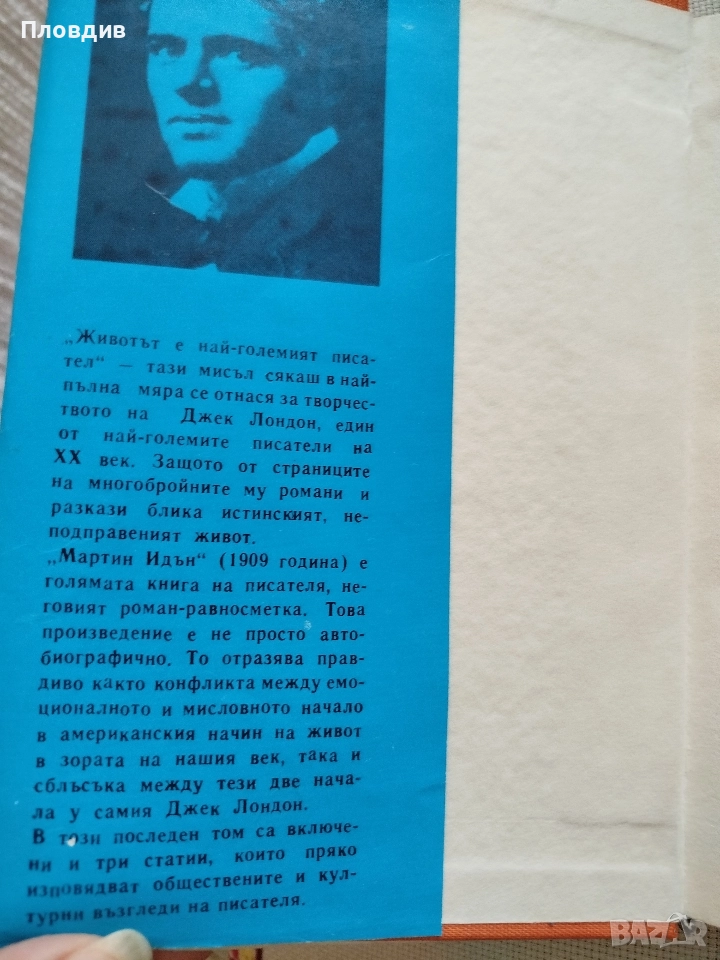 Пловдив
„Животът е най-големият писа-
тел“ — тази мисъл сякаш в най-
пълна мяра се отнася за творчес-
твото на Джек Лондон, един
от най-големите писатели на
XX век. Защото от страниците
на многобройните му романи и
разкази блика истинският, не-
подправеният живот.
„Мартин Идън“ (1909 година) е
голямата книга на писателя, не-
говият роман-равносметка. Това
произведение е не просто авто-
биографично. То отразява прав-
диво както конфликта между емо-
ционалното и мисловното начало
в американския начин на живот
в зората на нашия век, така и
сблъсъка между тези две нача-
ла у самия Джек Лондон.
В този последен том са включе-
ни и три статии, които пряко
изповядват обществените и кул-
турни възгледи на писателя.
BAZAR